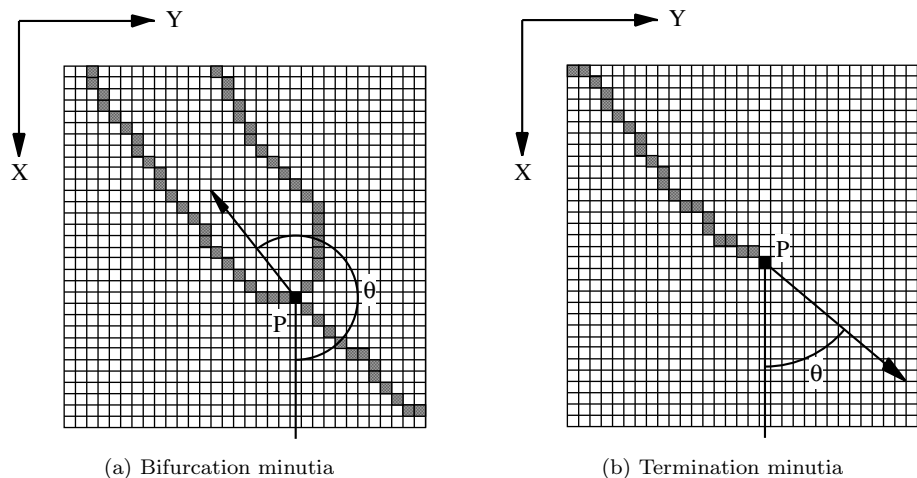 Y
X
P
θ
(a) Bifurcation minutia
Y
X
P
θ
(b) Termination minutia